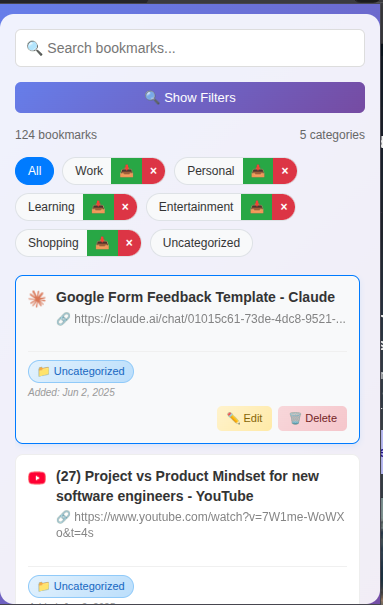 🔍 Search bookmarks...
🔍 Show Filters
124 bookmarks 5 categories
All Work 📥 × Personal 📥 ×
Learning 📥 × Entertainment 📥 ×
Shopping 📥 × Uncategorized
Google Form Feedback Template - Claude
🔗 https://claude.ai/chat/01015c61-73de-4dc8-9521-...
📁 Uncategorized
Added: Jun 2, 2025
✏️ Edit 🗑️ Delete
(27) Project vs Product Mindset for new
software engineers - YouTube
🔗 https://www.youtube.com/watch?v=7W1me-WoWX
o&t=4s
📁 Uncategorized